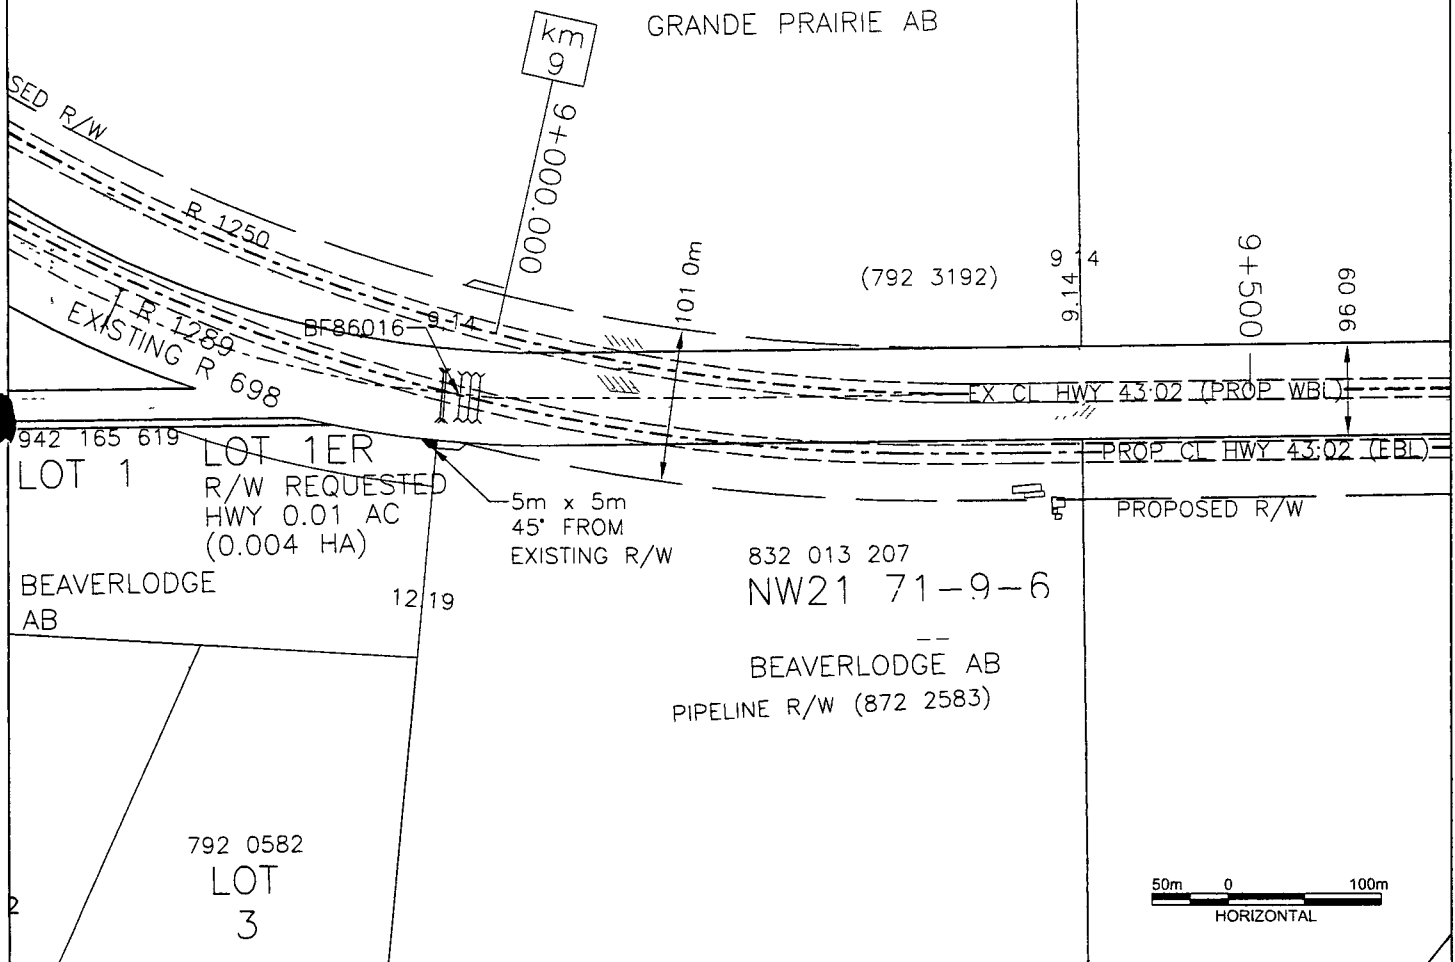 GRANDE PRAIRIE AB
km
9
9+000.000
SED R/W
R 1250
R 1289
EXISTING R 698
BF86016
9.14
101 0m
(792 3192)
9 14
9.14
9+500
96 09
EX CL HWY 43:02 (PROP WBL)
PROP CL HWY 43:02 (EBL)
PROPOSED R/W
942 165 619
LOT 1
LOT 1ER
R/W REQUESTED
HWY 0.01 AC
(0.004 HA)
5m x 5m
45° FROM
EXISTING R/W
832 013 207
NW21 71-9-6
BEAVERLODGE
AB
12 19
BEAVERLODGE AB
PIPELINE R/W (872 2583)
792 0582
LOT
3
2
50m 0 100m
HORIZONTAL